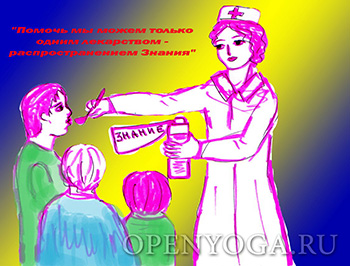 "Помочь мы можем только
одним лекарством -
распространением Знания"
ЗНАНИЕ
OPENYOGA.RU